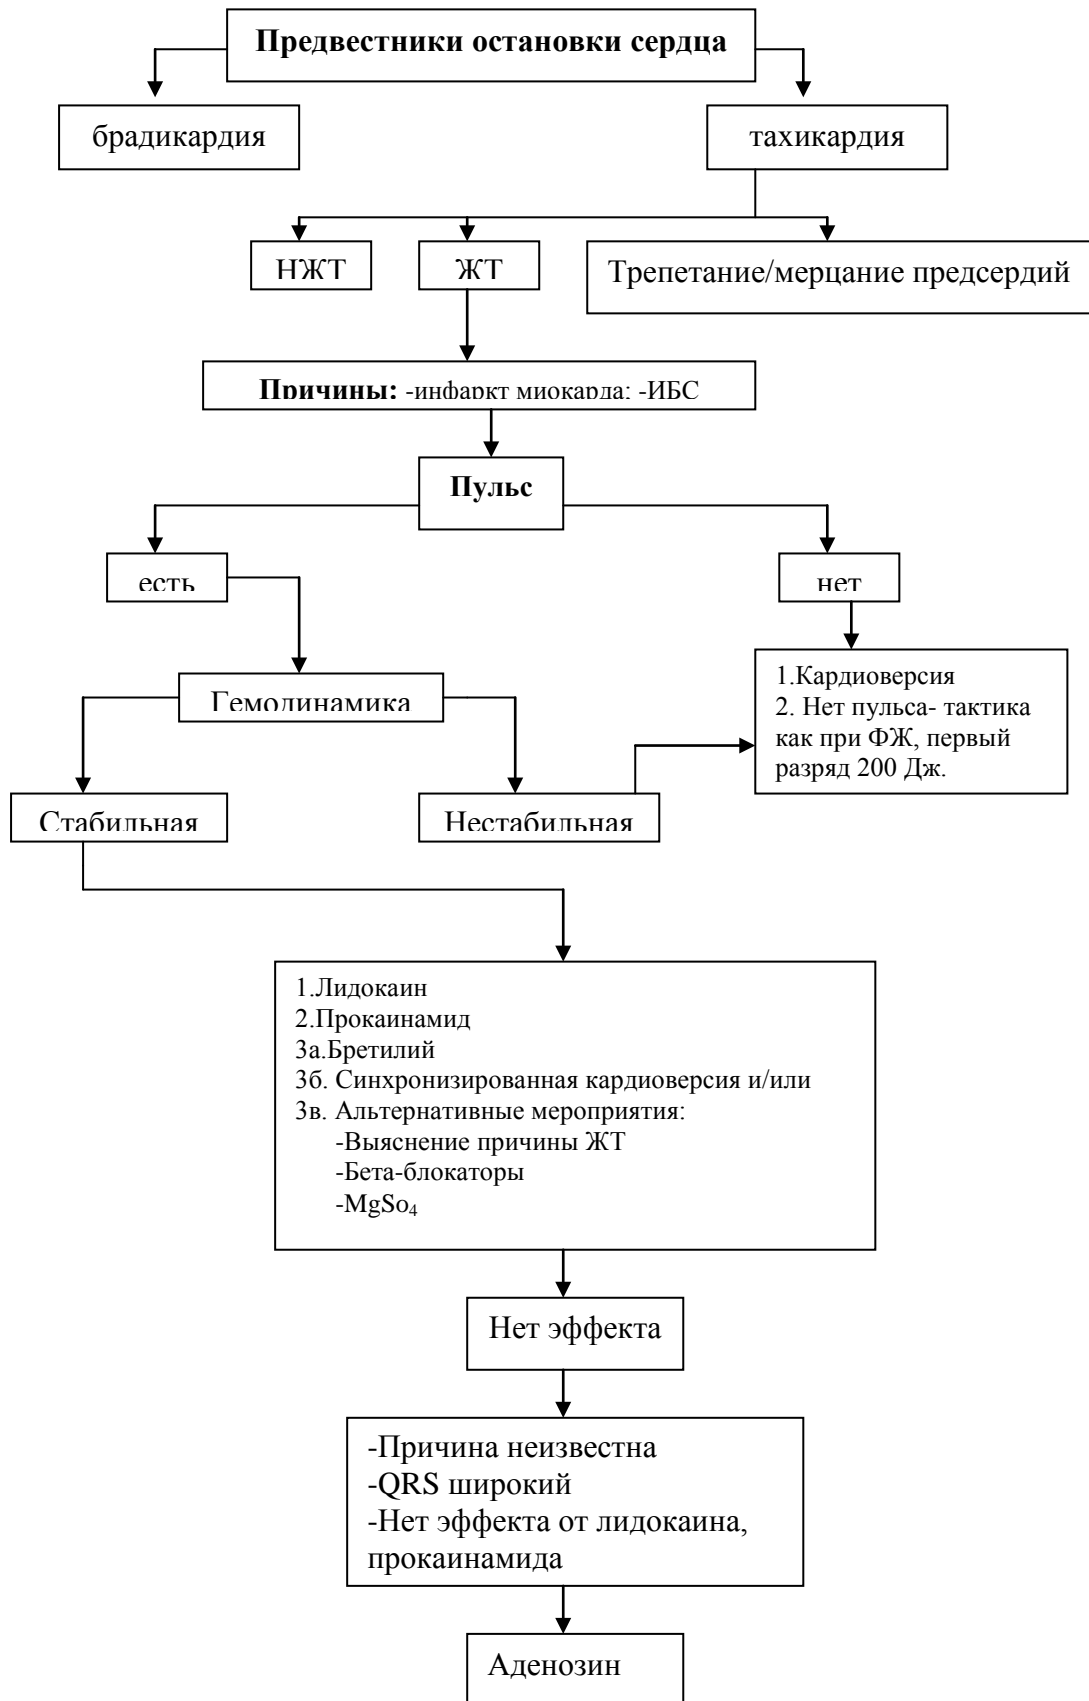 Предвестники остановки сердца
брадикардия
тахикардия
НЖТ
ЖТ
Трепетание/мерцание предсердий
Причины: -инфаркт миокарда; -ИБС
Пульс
есть
нет
1.Кардиоверсия
2. Нет пульса- тактика
как при ФЖ, первый
разряд 200 Дж.
Гемодинамика
Стабильная
Нестабильная
1.Лидокаин
2.Прокаинамид
3а.Бретилий
3б. Синхронизированная кардиоверсия и/или
3в. Альтернативные мероприятия:
-Выяснение причины ЖТ
-Бета-блокаторы
-MgSo₄
Нет эффекта
-Причина неизвестна
-QRS широкий
-Нет эффекта от лидокаина,
прокаинамида
Аденозин